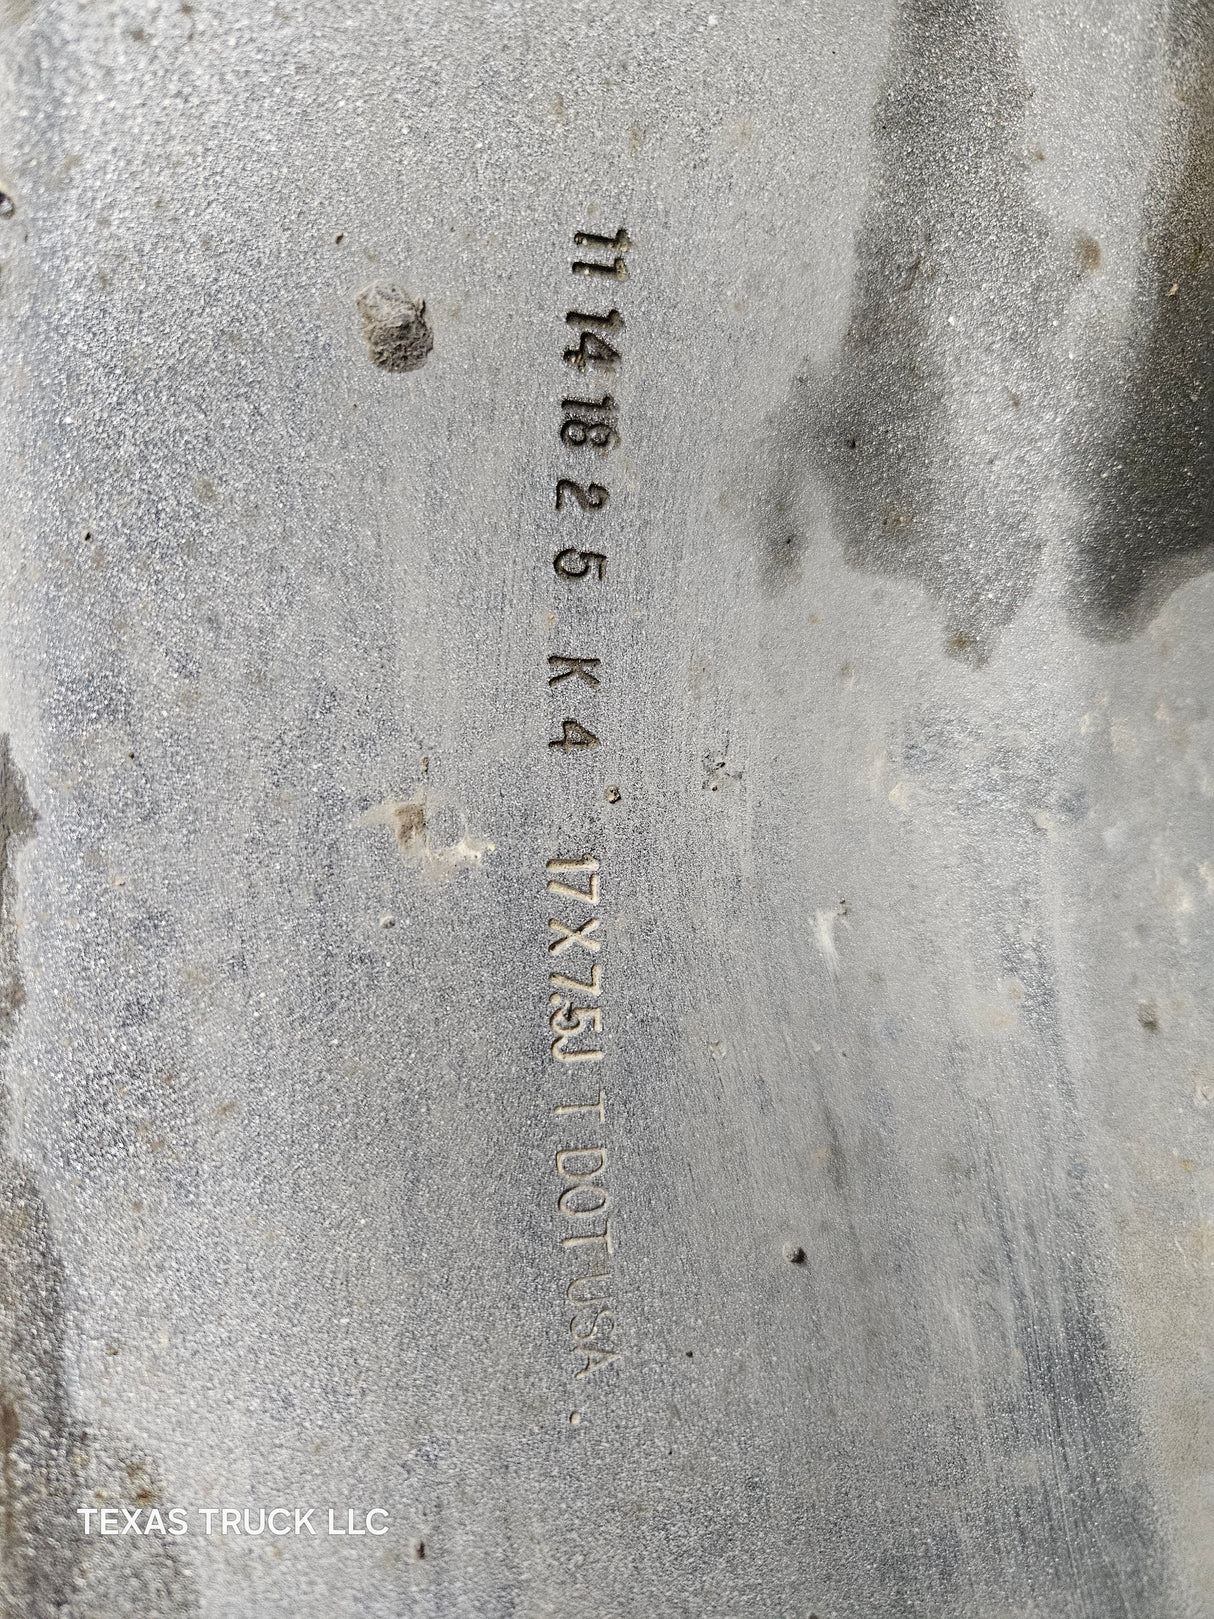 11 14 18 2 5 K 4 17X7.5J T DOT USA .
TEXAS TRUCK LLC